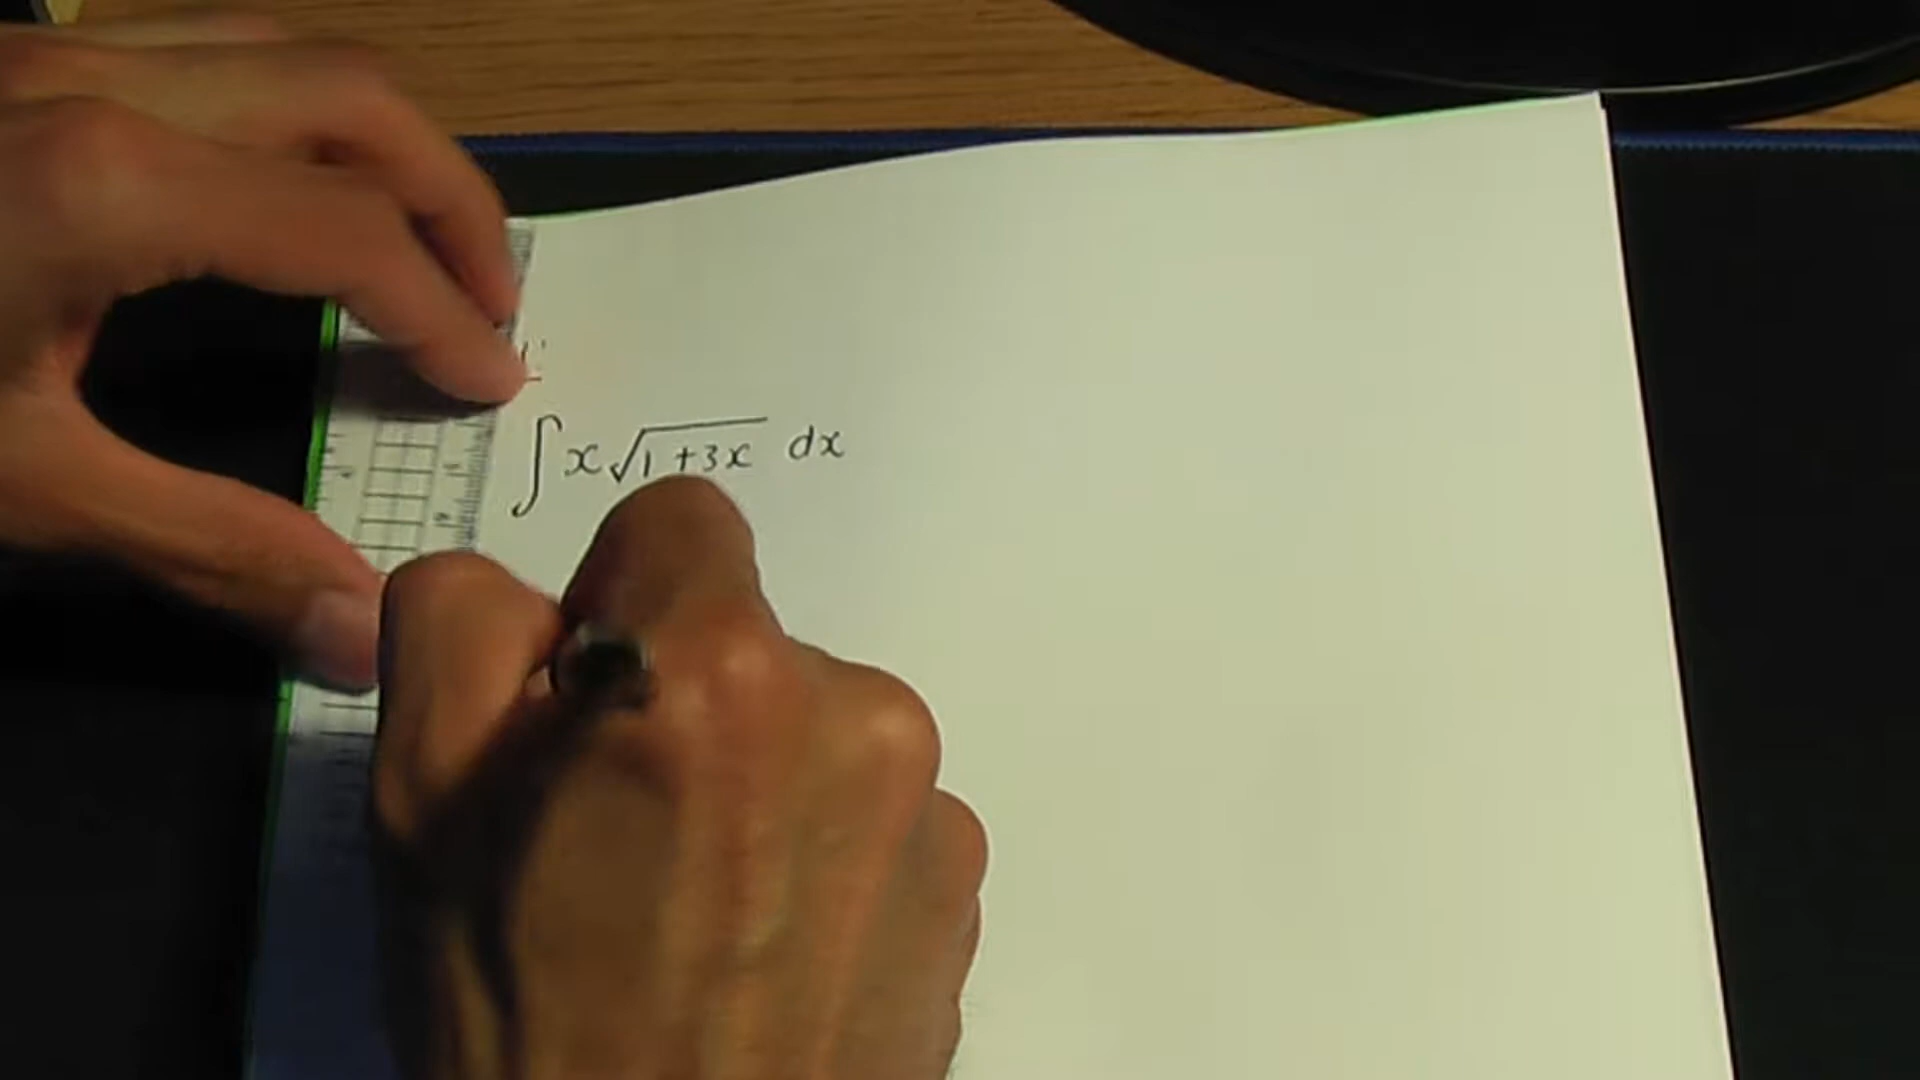 ∫ x√(1+3x) dx